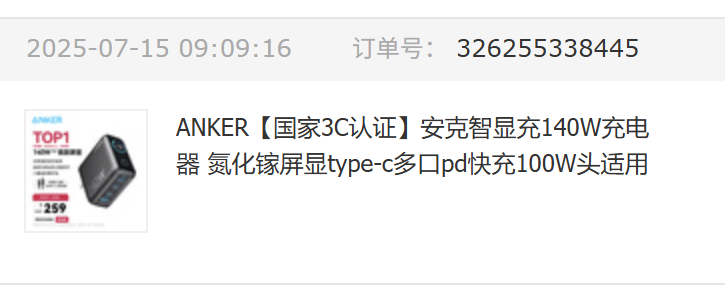 2025-07-15 09:09:16 订单号： 326255338445
ANKER
TOP1
¥259
ANKER【国家3C认证】安克智显充140W充电
器 氮化镓屏显type-c多口pd快充100W头适用